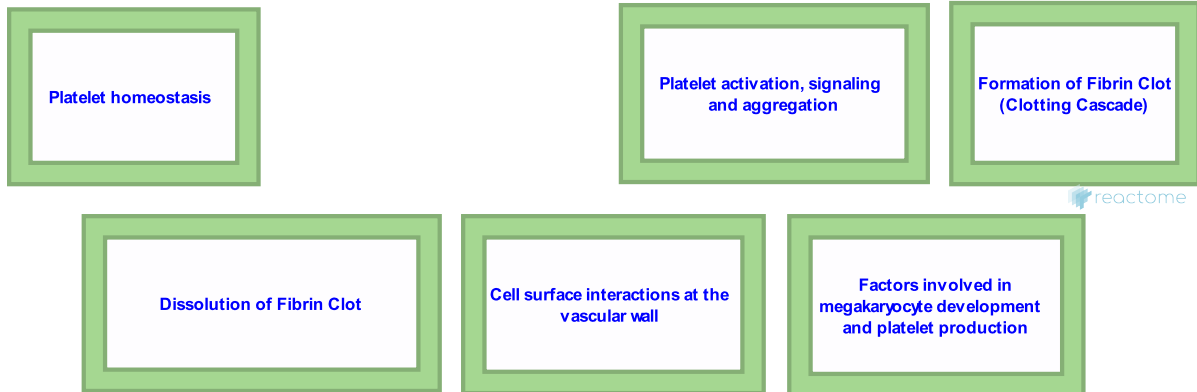 Platelet homeostasis
Platelet activation, signaling
and aggregation
Formation of Fibrin Clot
(Clotting Cascade)
reactome
Dissolution of Fibrin Clot
Cell surface interactions at the
vascular wall
Factors involved in
megakaryocyte development
and platelet production